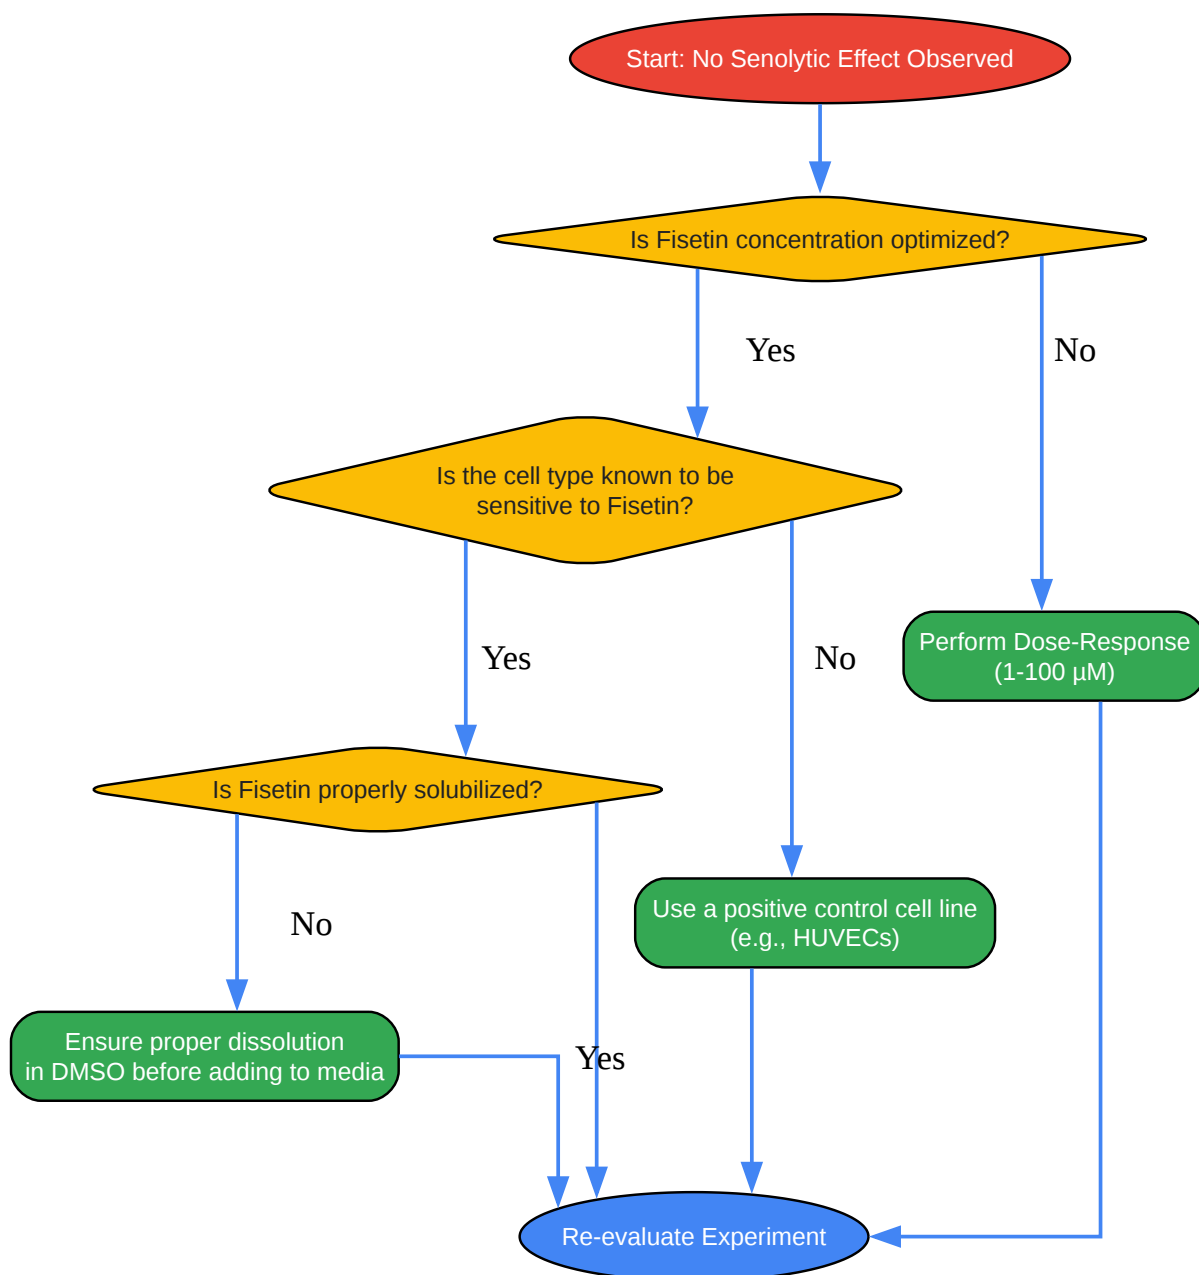 Start: No Senolytic Effect Observed
Is Fisetin concentration optimized?
Yes
No
Is the cell type known to be
sensitive to Fisetin?
Yes
No
Perform Dose-Response
(1-100 µM)
Is Fisetin properly solubilized?
No
Use a positive control cell line
(e.g., HUVECs)
Ensure proper dissolution
in DMSO before adding to media
Yes
Re-evaluate Experiment